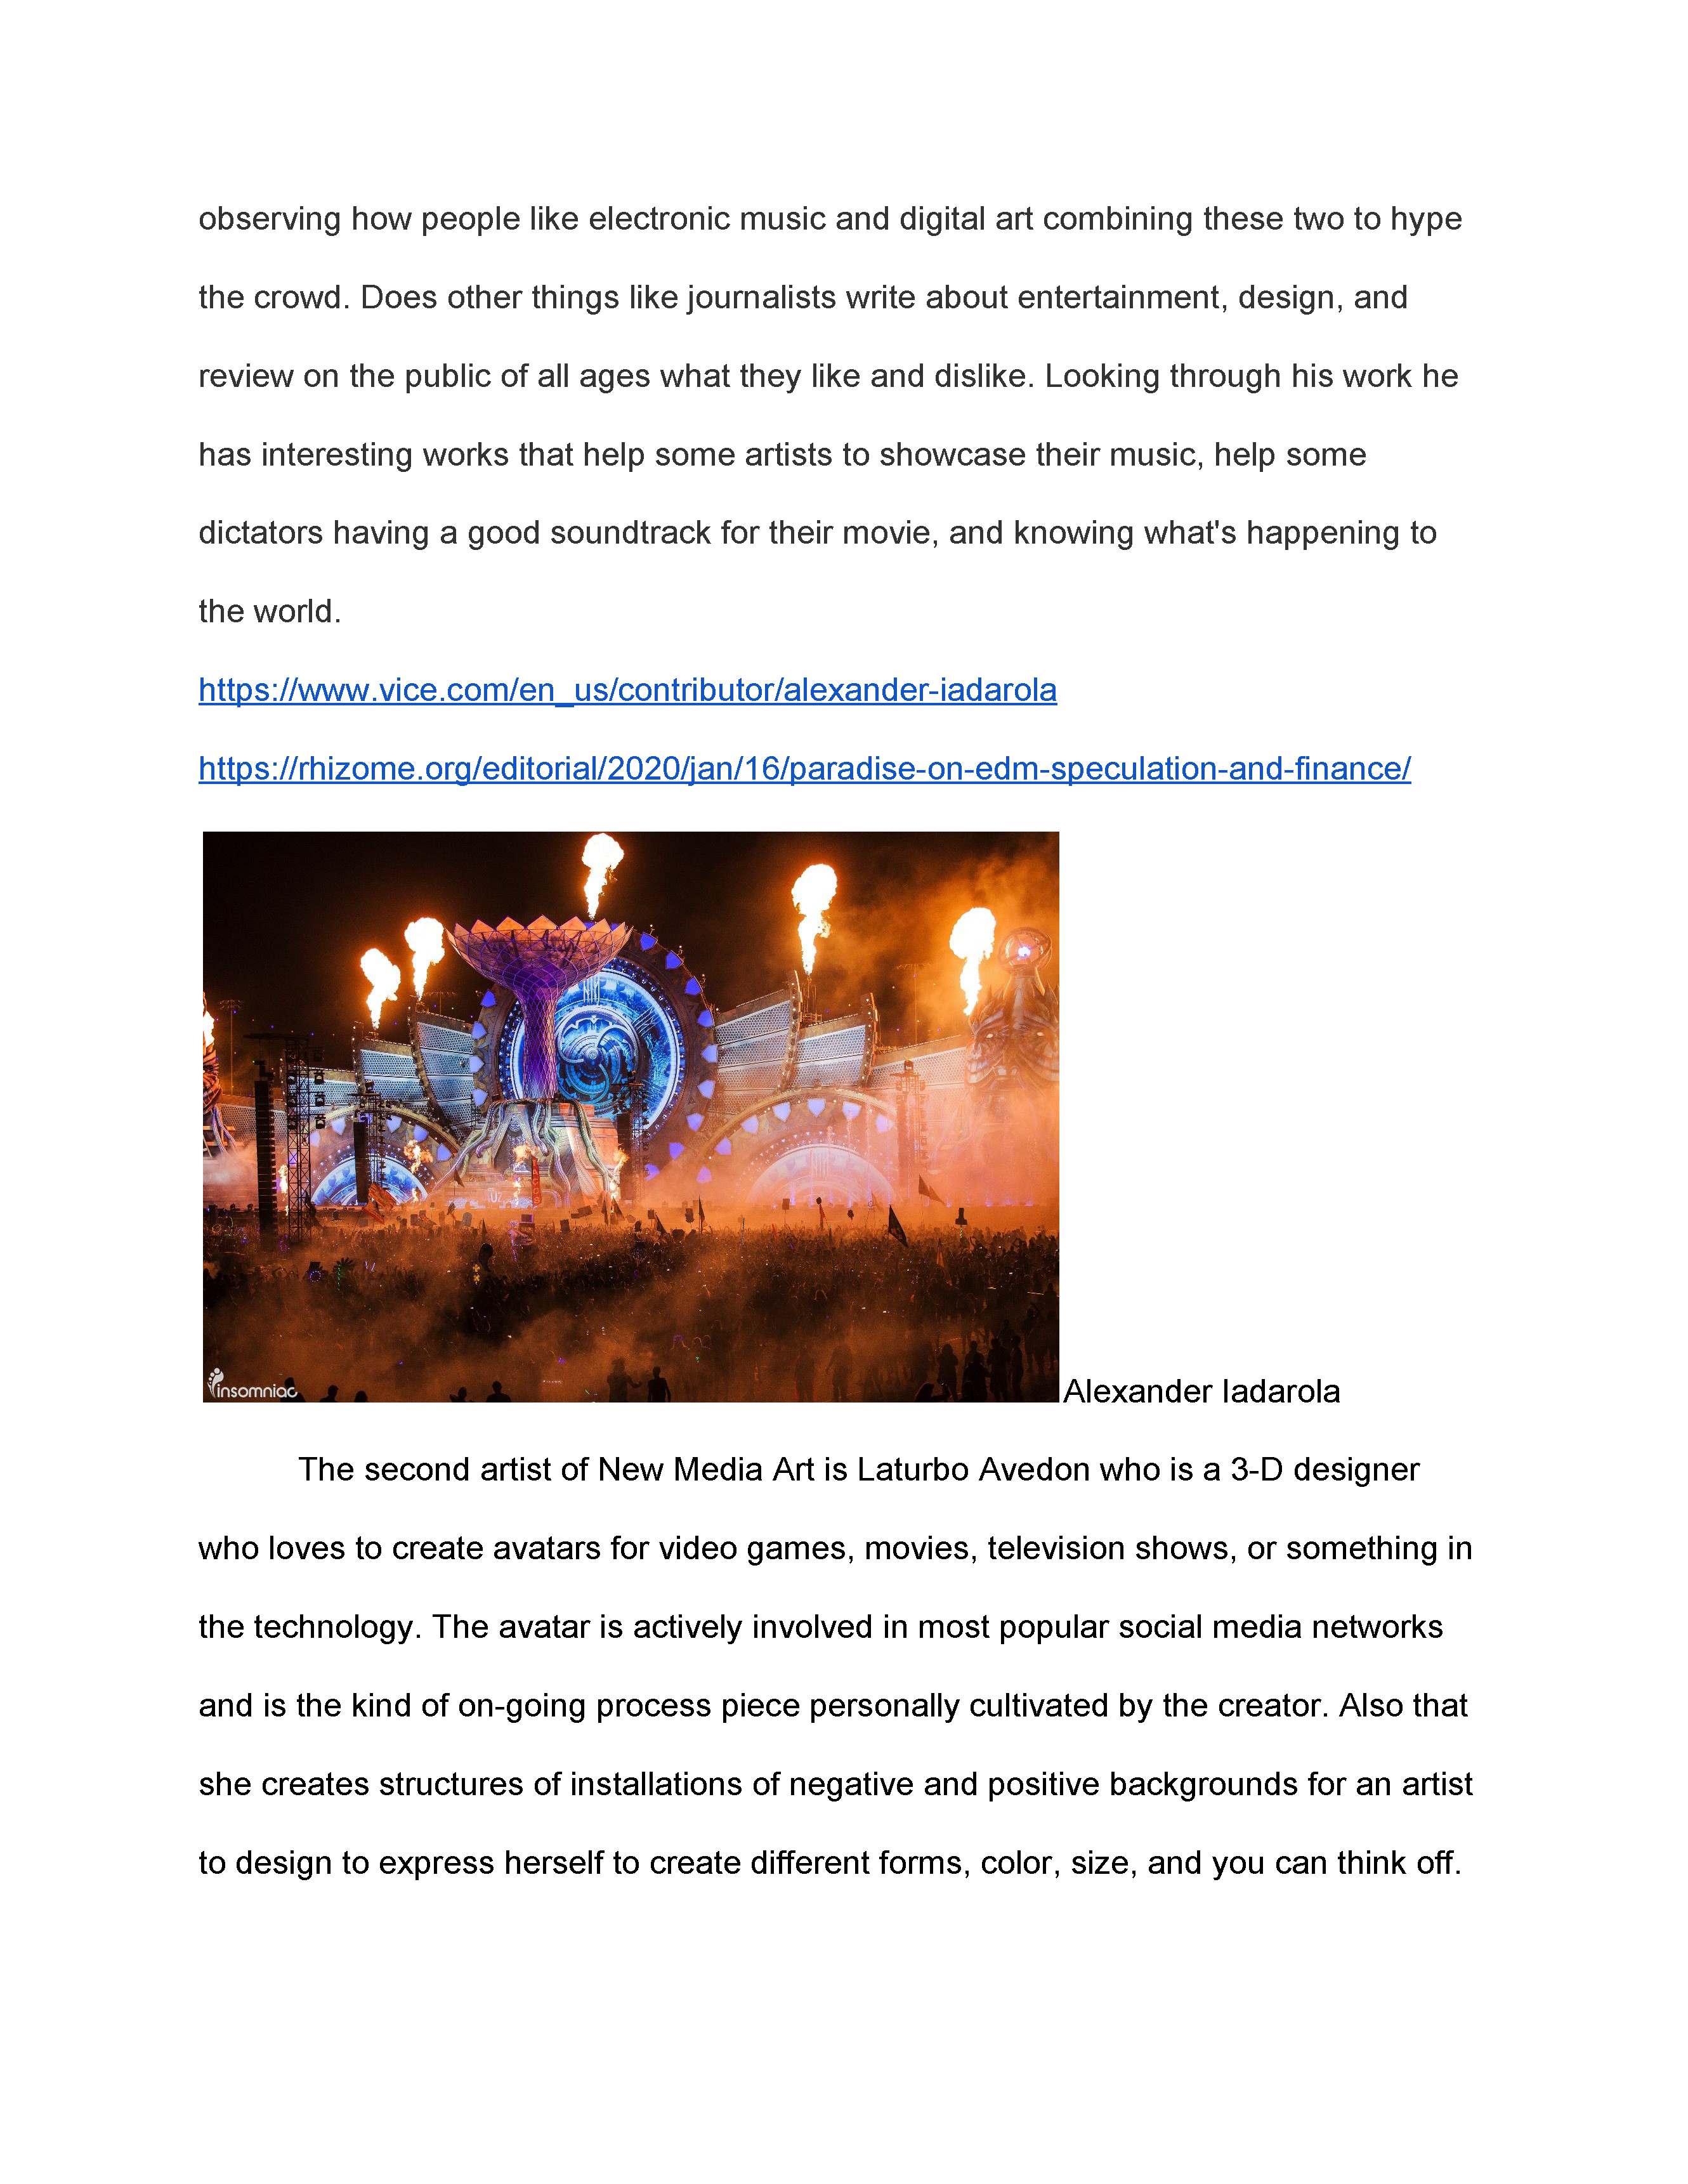 observing how people like electronic music and digital art combining these two to hype
the crowd. Does other things like journalists write about entertainment, design, and
review on the public of all ages what they like and dislike. Looking through his work he
has interesting works that help some artists to showcase their music, help some
dictators having a good soundtrack for their movie, and knowing what's happening to
the world.
https://www.vice.com/en_us/contributor/alexander-iadarola
https://rhizome.org/editorial/2020/jan/16/paradise-on-edm-speculation-and-finance/
insomniac
Alexander Iadarola
The second artist of New Media Art is Laturbo Avedon who is a 3-D designer
who loves to create avatars for video games, movies, television shows, or something in
the technology. The avatar is actively involved in most popular social media networks
and is the kind of on-going process piece personally cultivated by the creator. Also that
she creates structures of installations of negative and positive backgrounds for an artist
to design to express herself to create different forms, color, size, and you can think off.